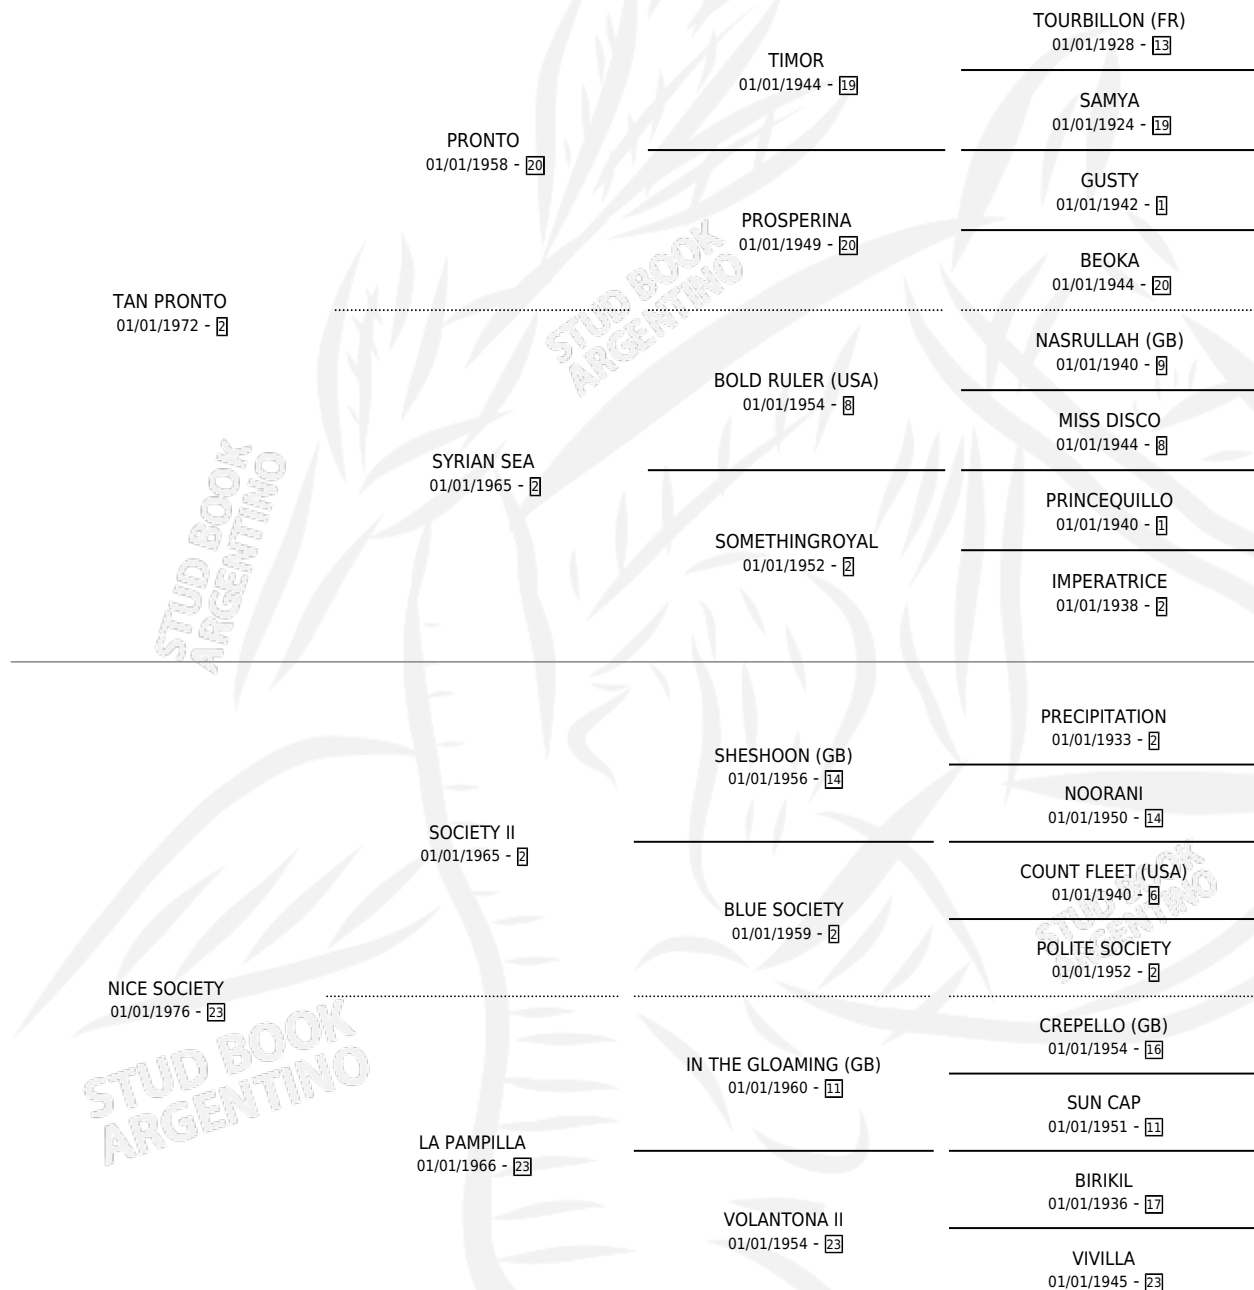 TOURBILLON (FR)
01/01/1928 - 13
TIMOR
01/01/1944 - 19
SAMYA
01/01/1924 - 19
PRONTO
01/01/1958 - 20
GUSTY
01/01/1942 - 1
PROSPERINA
01/01/1949 - 20
BEOKA
01/01/1944 - 20
TAN PRONTO
01/01/1972 - 2
STUD BOOK
ARGENTINO
NASRULLAH (GB)
01/01/1940 - 9
BOLD RULER (USA)
01/01/1954 - 8
MISS DISCO
01/01/1944 - 8
SYRIAN SEA
01/01/1965 - 2
PRINCEQUILLO
01/01/1940 - 1
SOMETHINGROYAL
01/01/1952 - 2
IMPERATRICE
01/01/1938 - 2
STUD BOOK
ARGENTINO
PRECIPITATION
01/01/1933 - 2
SHESHOON (GB)
01/01/1956 - 14
NOORANI
01/01/1950 - 14
SOCIETY II
01/01/1965 - 2
COUNT FLEET (USA)
01/01/1940 - 6
BLUE SOCIETY
01/01/1959 - 2
STUD BOOK
ARGENTINO
POLITE SOCIETY
01/01/1952 - 2
NICE SOCIETY
01/01/1976 - 23
CREPELLO (GB)
01/01/1954 - 16
IN THE GLOAMING (GB)
01/01/1960 - 11
STUD BOOK
ARGENTINO
SUN CAP
01/01/1951 - 11
LA PAMPILLA
01/01/1966 - 23
BIRIKIL
01/01/1936 - 17
VOLANTONA II
01/01/1954 - 23
VIVILLA
01/01/1945 - 23